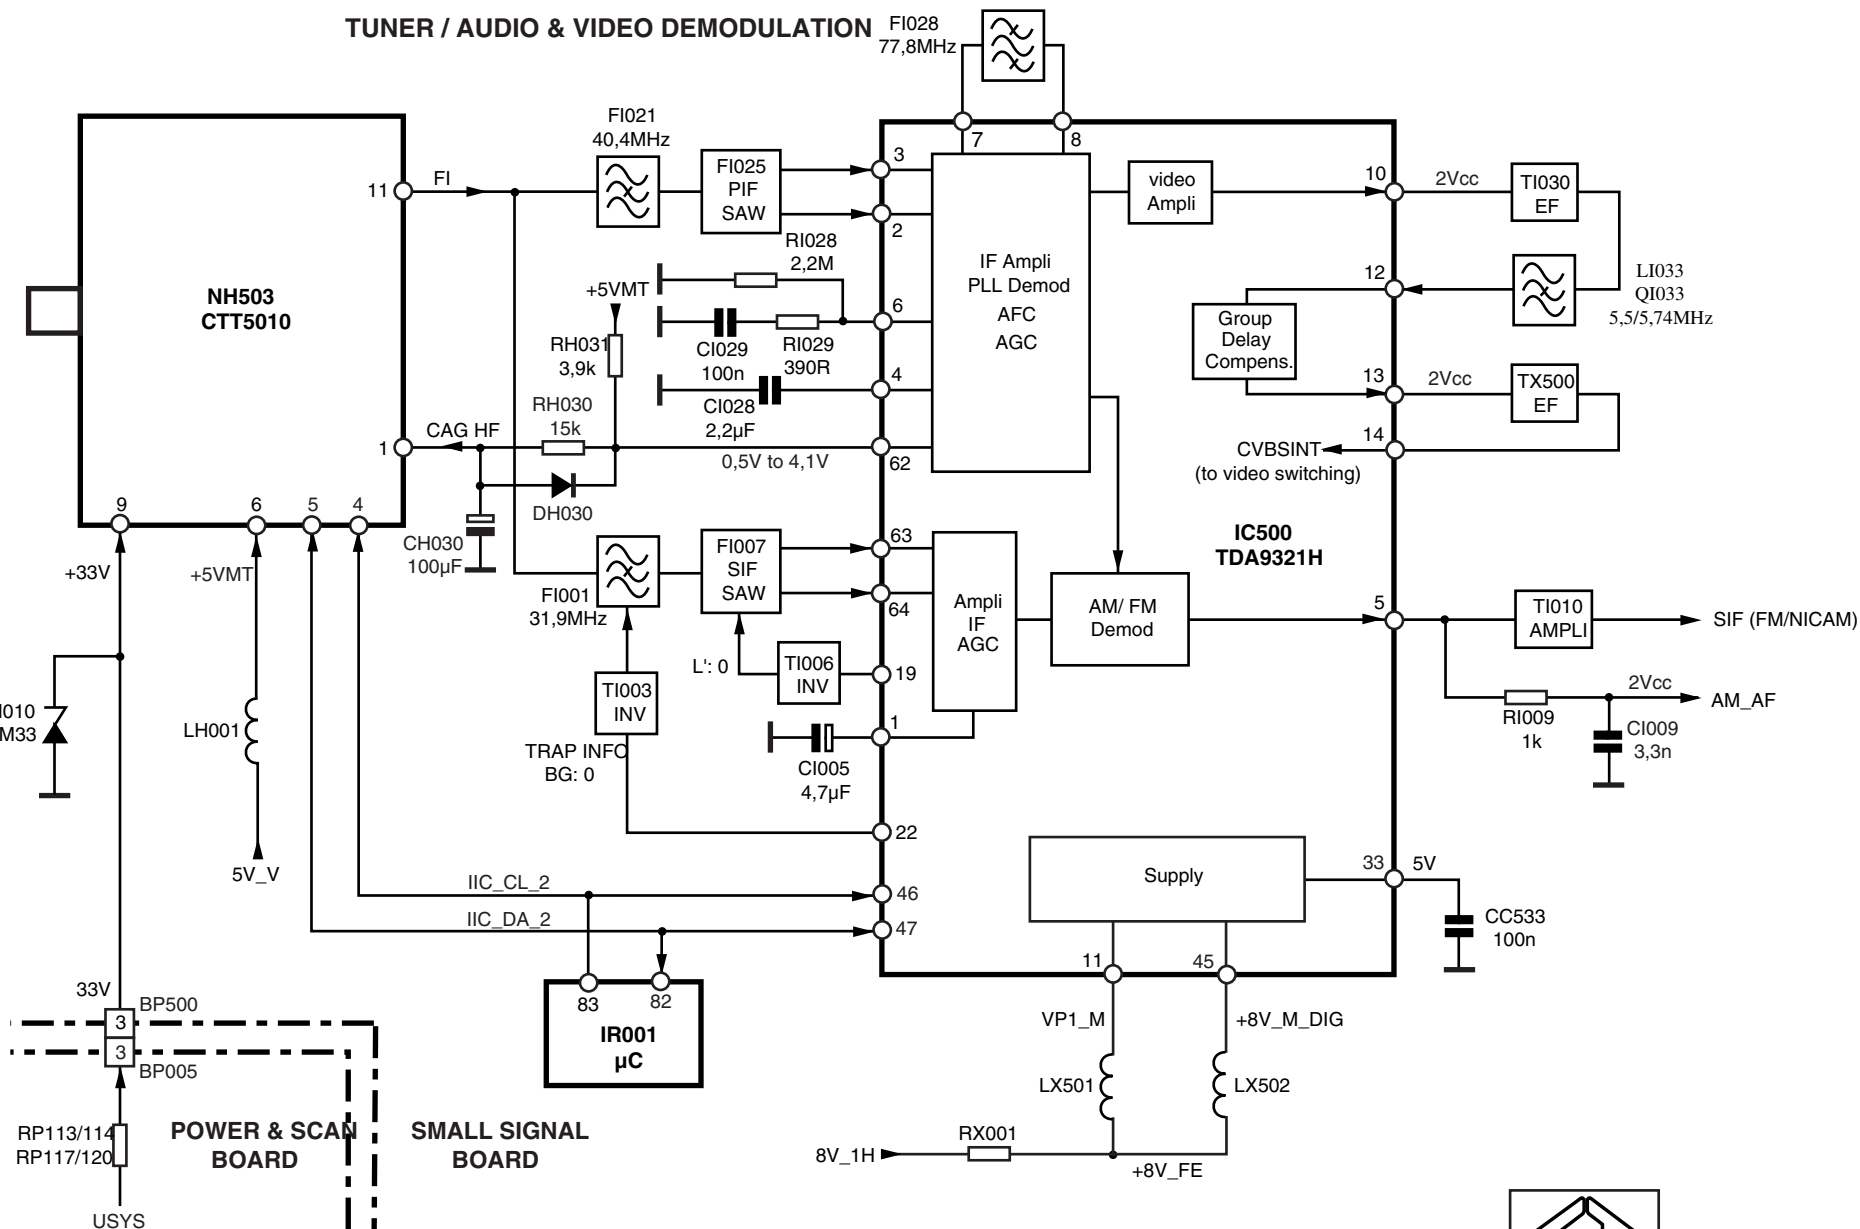 TUNER / AUDIO & VIDEO DEMODULATION
FI028
77,8MHz
7
8
FI021
40,4MHz
NH503
CTT5010
11
FI
FI025
PIF
SAW
3
2
video
Ampli
10
2Vcc
TI030
EF
RI028
2,2M
+5VMT
RH031
3,9k
CI029
100n
RI029
390R
6
IF Ampli
PLL Demod
AFC
AGC
12
LI033
QI033
5,5/5,74MHz
Group
Delay
Compens.
CI028
2,2µF
4
13
2Vcc
TX500
EF
RH030
15k
CAG HF
1
0,5V to 4,1V
62
14
CVBSINT
(to video switching)
DH030
CH030
100µF
9
6
5
4
+33V
+5VMT
FI001
31,9MHz
FI007
SIF
SAW
63
64
IC500
TDA9321H
Ampli
IF
AGC
AM/ FM
Demod
5
TI010
AMPLI
SIF (FM/NICAM)
L': 0
TI006
INV
19
TI003
INV
TRAP INFO
BG: 0
1
CI005
4,7µF
2Vcc
AM_AF
RI009
1k
CI009
3,3n
I010
M33
LH001
5V_V
22
IIC_CL_2
46
IIC_DA_2
47
Supply
33
5V
CC533
100n
11
45
83
82
IR001
µC
VP1_M
+8V_M_DIG
LX501
LX502
8V_1H
RX001
+8V_FE
33V
BP500
3
3
BP005
RP113/114
RP117/120
USYS
POWER & SCAN
BOARD
SMALL SIGNAL
BOARD